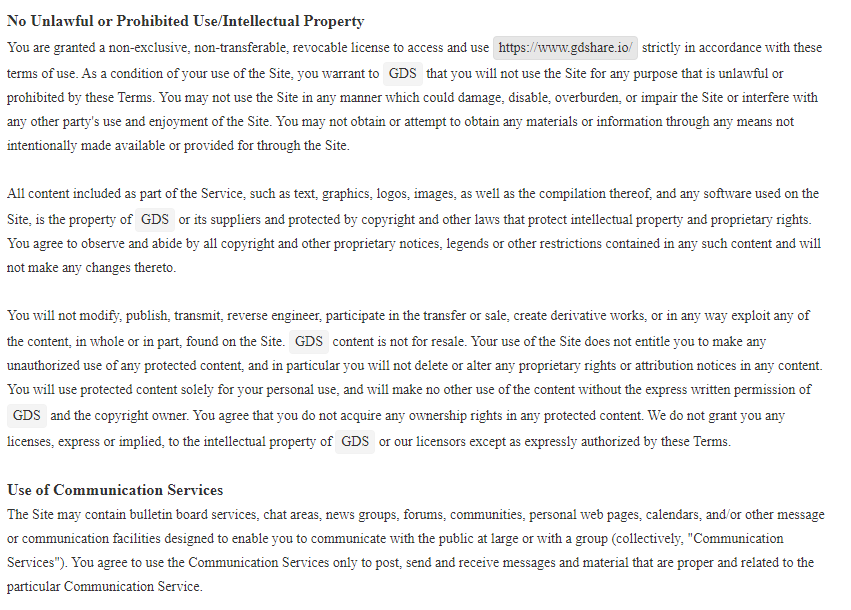 No Unlawful or Prohibited Use/Intellectual Property
You are granted a non-exclusive, non-transferable, revocable license to access and use https://www.gdshare.io/ strictly in accordance with these
terms of use. As a condition of your use of the Site, you warrant to GDS that you will not use the Site for any purpose that is unlawful or
prohibited by these Terms. You may not use the Site in any manner which could damage, disable, overburden, or impair the Site or interfere with
any other party's use and enjoyment of the Site. You may not obtain or attempt to obtain any materials or information through any means not
intentionally made available or provided for through the Site.
All content included as part of the Service, such as text, graphics, logos, images, as well as the compilation thereof, and any software used on the
Site, is the property of GDS or its suppliers and protected by copyright and other laws that protect intellectual property and proprietary rights.
You agree to observe and abide by all copyright and other proprietary notices, legends or other restrictions contained in any such content and will
not make any changes thereto.
You will not modify, publish, transmit, reverse engineer, participate in the transfer or sale, create derivative works, or in any way exploit any of
the content, in whole or in part, found on the Site. GDS content is not for resale. Your use of the Site does not entitle you to make any
unauthorized use of any protected content, and in particular you will not delete or alter any proprietary rights or attribution notices in any content.
You will use protected content solely for your personal use, and will make no other use of the content without the express written permission of
GDS and the copyright owner. You agree that you do not acquire any ownership rights in any protected content. We do not grant you any
licenses, express or implied, to the intellectual property of GDS or our licensors except as expressly authorized by these Terms.
Use of Communication Services
The Site may contain bulletin board services, chat areas, news groups, forums, communities, personal web pages, calendars, and/or other message
or communication facilities designed to enable you to communicate with the public at large or with a group (collectively, "Communication
Services"). You agree to use the Communication Services only to post, send and receive messages and material that are proper and related to the
particular Communication Service.